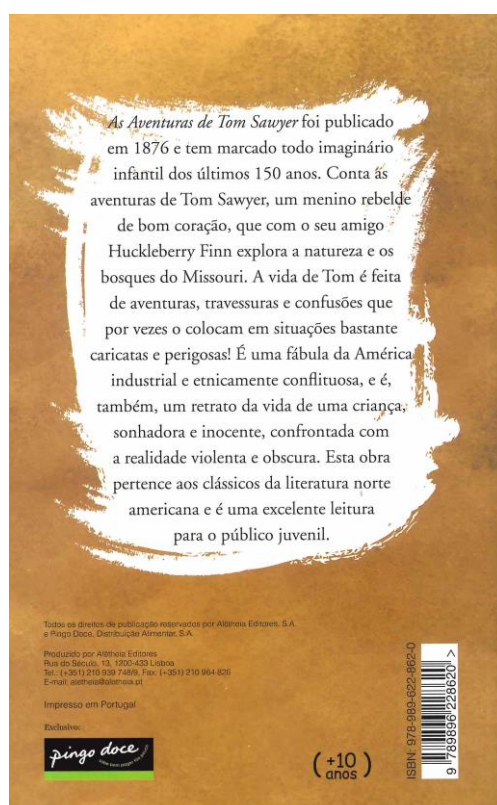 As Aventuras de Tom Sawyer foi publicado
em 1876 e tem marcado todo imaginário
infantil dos últimos 150 anos. Conta as
aventuras de Tom Sawyer, um menino rebelde
de bom coração, que com o seu amigo
Huckleberry Finn explora a natureza e os
bosques do Missouri. A vida de Tom é feita
de aventuras, travessuras e confusões que
por vezes o colocam em situações bastante
caricatas e perigosas! É uma fábula da América
industrial e etnicamente conflituosa, e é,
também, um retrato da vida de uma criança,
sonhadora e inocente, confrontada com
a realidade violenta e obscura. Esta obra
pertence aos clássicos da literatura norte
americana e é uma excelente leitura
para o público juvenil.
Todos os direitos de publicação reservados por Alêtheia Editores, S.A.
e Pingo Doce, Distribuição Alimentar, S.A.
Produzido por Alêtheia Editores
Rua do Século, 13, 1200-433 Lisboa
Tel.: (+351) 210 939 748/9, Fax: (+351) 210 964 826
E-mail: aletheia@aletheia.pt
Impresso em Portugal
Exclusivo:
pingo doce
(+10 anos)
ISBN: 978-989-622-862-0
9 789896 228620 >